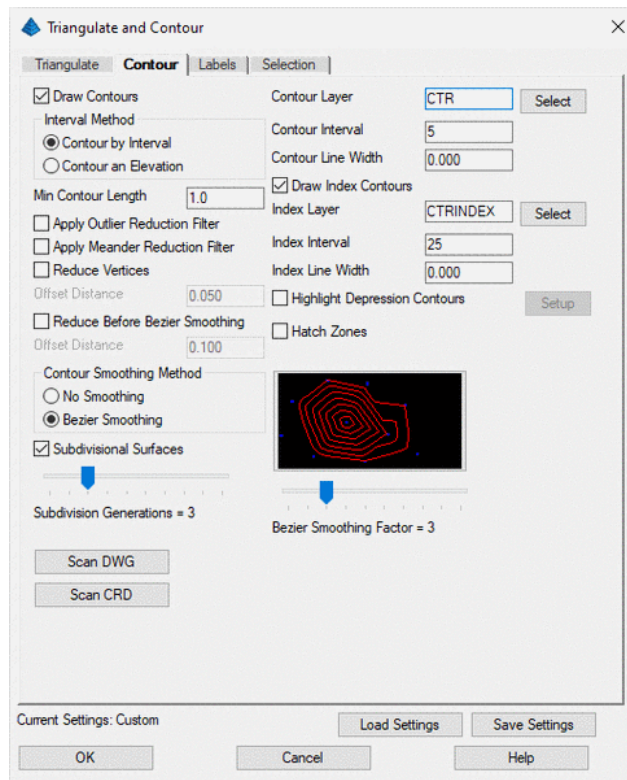 Triangulate and Contour
Triangulate Contour Labels Selection
Draw Contours
Interval Method
Contour by Interval
Contour an Elevation
Min Contour Length 1.0
Apply Outlier Reduction Filter
Apply Meander Reduction Filter
Reduce Vertices
Offset Distance 0.050
Reduce Before Bezier Smoothing
Offset Distance 0.100
Contour Smoothing Method
No Smoothing
Bezier Smoothing
Subdivisional Surfaces
Subdivision Generations = 3
Scan DWG
Scan CRD
Contour Layer CTR Select
Contour Interval 5
Contour Line Width 0.000
Draw Index Contours
Index Layer CTRINDEX Select
Index Interval 25
Index Line Width 0.000
Highlight Depression Contours Setup
Hatch Zones
Bezier Smoothing Factor = 3
Current Settings: Custom Load Settings Save Settings
OK Cancel Help